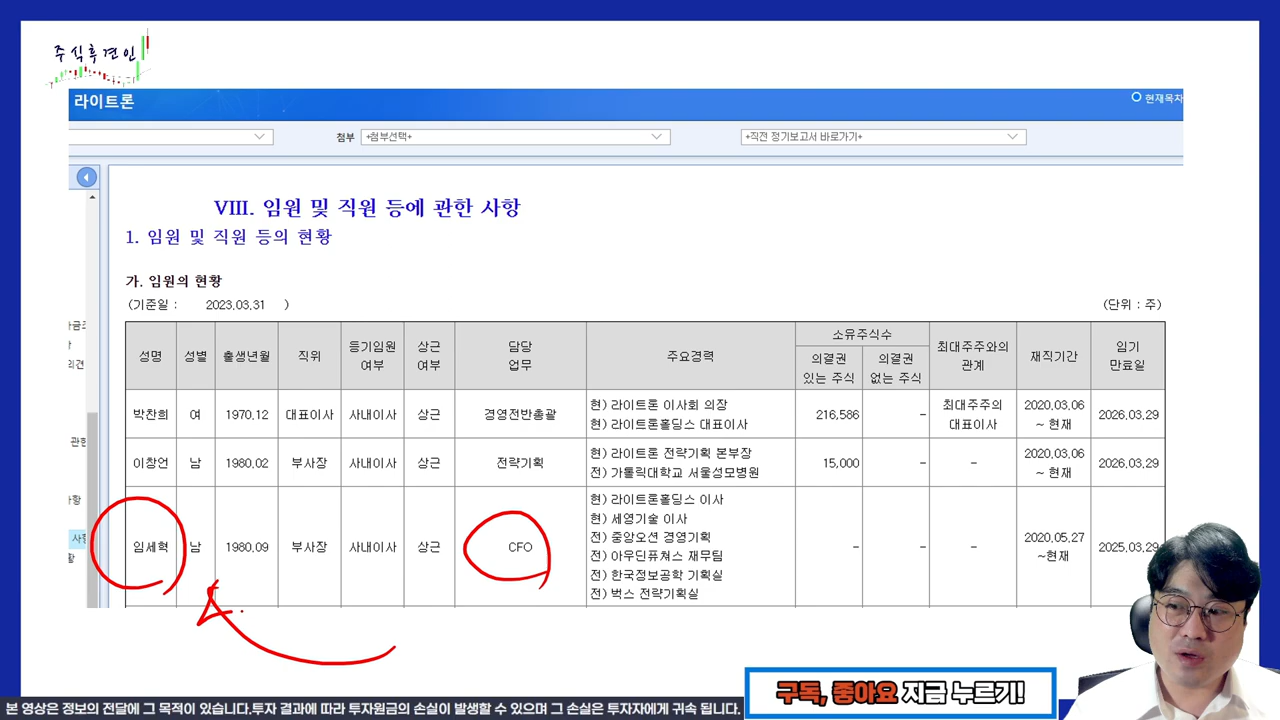 주식후견인
라이트론
현재목차
첨부
+첨부선택+
+직전 정기보고서 바로가기+
VIII. 임원 및 직원 등에 관한 사항
1. 임원 및 직원 등의 현황
가. 임원의 현황
(기준일 : 2023.03.31 )
(단위 : 주)
성명 성별 출생년월 직위 등기임원 여부 상근 여부 담당 업무 주요경력 소유주식수 의결권 있는 주식 의결권 없는 주식 최대주주와의 관계 재직기간 임기 만료일
박찬희 여 1970.12 대표이사 사내이사 상근 경영전반총괄 현) 라이트론 이사회 의장
현) 라이트론홀딩스 대표이사
216,586 - 최대주주의 대표이사 2020.03.06 ~ 현재 2026.03.29
이창언 남 1980.02 부사장 사내이사 상근 전략기획 현) 라이트론 전략기획 본부장
전) 가톨릭대학교 서울성모병원
15,000 - - 2020.03.06 ~ 현재 2026.03.29
임세혁 남 1980.09 부사장 사내이사 상근 CFO 현) 라이트론홀딩스 이사
현) 세영기술 이사
전) 중앙오션 경영기획
전) 아우딘퓨쳐스 재무팀
전) 한국정보공학 기획실
전) 벅스 전략기획실
- - - 2020.05.27 ~현재 2025.03.29
구독, 좋아요 지금 누르기!
본 영상은 정보의 전달에 그 목적이 있습니다.투자 결과에 따라 투자원금의 손실이 발생할 수 있으며 그 손실은 투자자에게 귀속 됩니다.